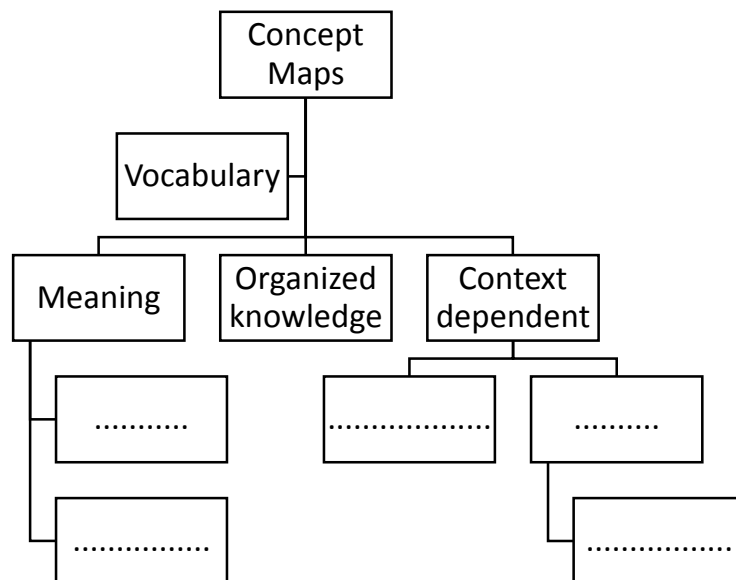 Concept
Maps
Vocabulary
Meaning
Organized
knowledge
Context
dependent
...........
...................
..........
................
.................